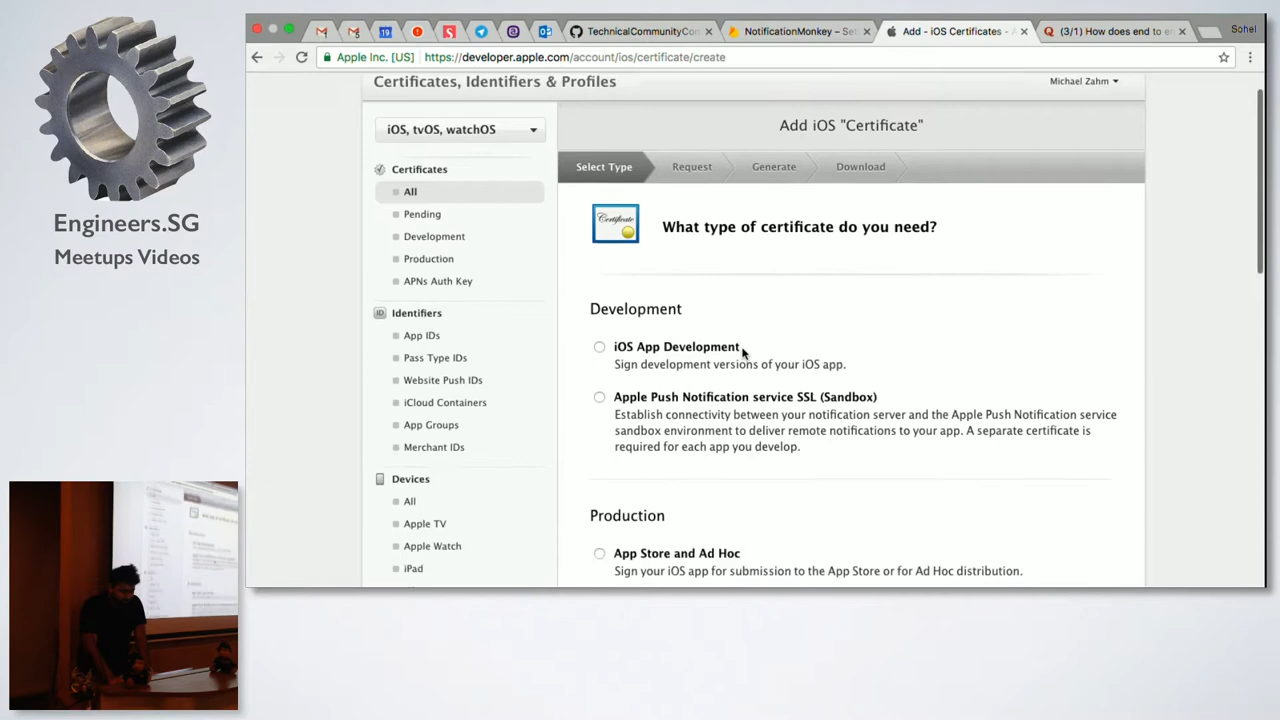 Engineers.SG
Meetups Videos
19
TechnicalCommunityCom
NotificationMonkey – Set
Add - iOS Certificates -
(3/1) How does end to en
Sohel
Apple Inc. [US]
https://developer.apple.com/account/ios/certificate/create
Certificates, Identifiers & Profiles
Michael Zahm
iOS, tvOS, watchOS
Certificates
All
Pending
Development
Production
APNs Auth Key
Identifiers
App IDs
Pass Type IDs
Website Push IDs
iCloud Containers
App Groups
Merchant IDs
Devices
All
Apple TV
Apple Watch
iPad
Add iOS "Certificate"
Select Type
Request
Generate
Download
Certificate
What type of certificate do you need?
Development
iOS App Development
Sign development versions of your iOS app.
Apple Push Notification service SSL (Sandbox)
Establish connectivity between your notification server and the Apple Push Notification service
sandbox environment to deliver remote notifications to your app. A separate certificate is
required for each app you develop.
Production
App Store and Ad Hoc
Sign your iOS app for submission to the App Store or for Ad Hoc distribution.